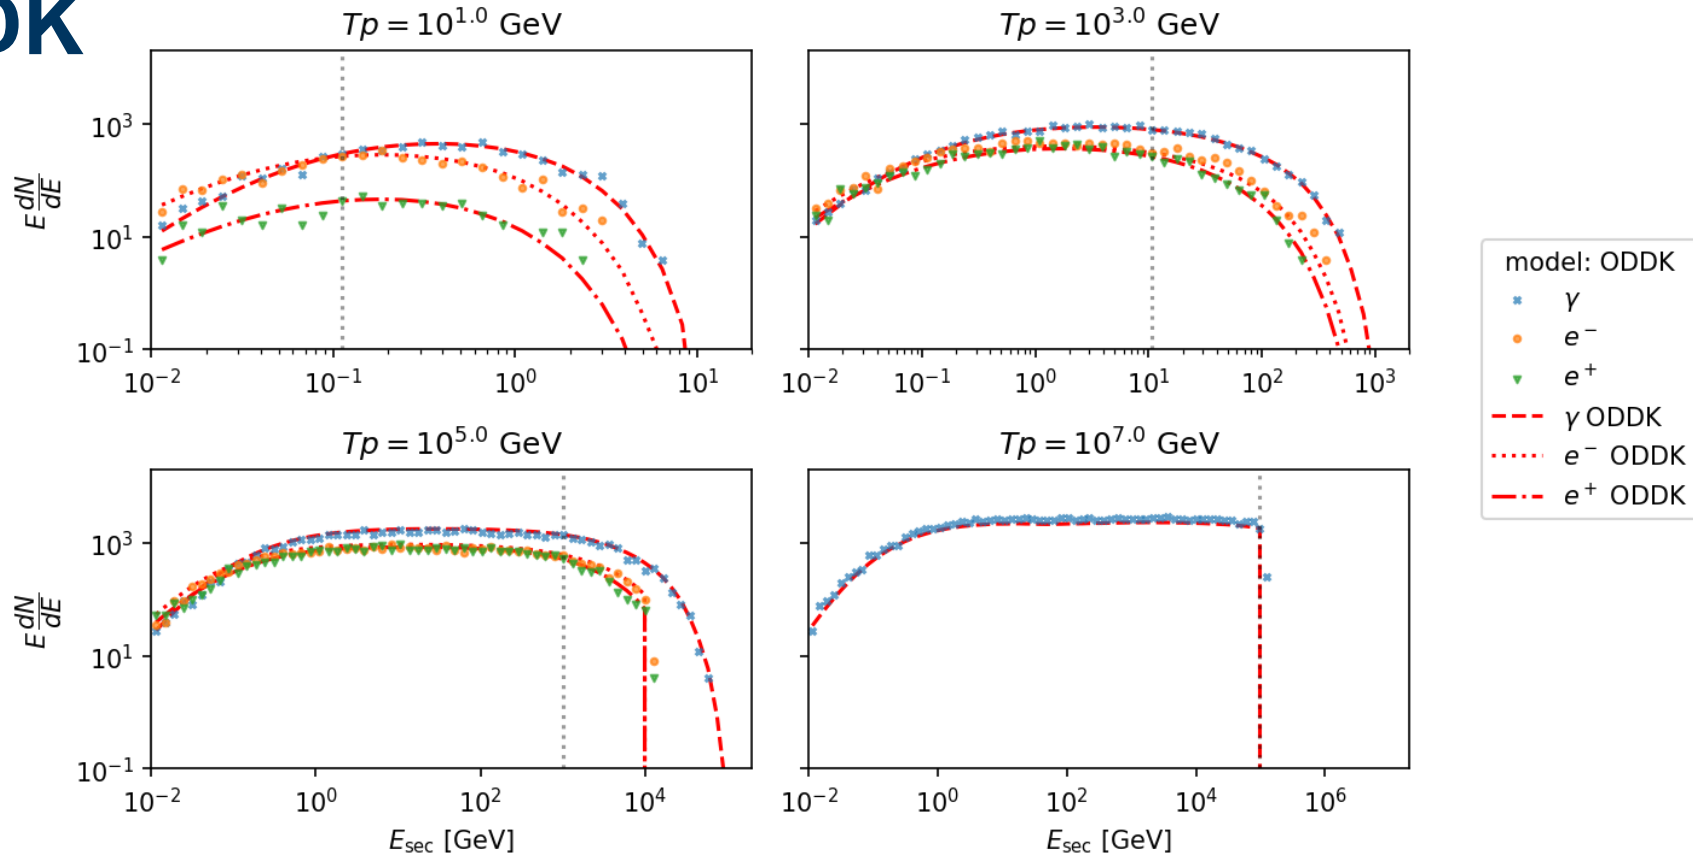 DK
Tp = 10^1.0 GeV
Tp = 10^3.0 GeV
E dN/dE
10^3
10^1
10^-1
10^-2 10^-1 10^0 10^1
10^-2 10^-1 10^0 10^1 10^2 10^3
model: ODDK
γ
e^-
e^+
γ ODDK
e^- ODDK
e^+ ODDK
Tp = 10^5.0 GeV
Tp = 10^7.0 GeV
E dN/dE
10^3
10^1
10^-1
10^-2 10^0 10^2 10^4
10^-2 10^0 10^2 10^4 10^6
E_sec [GeV]
E_sec [GeV]